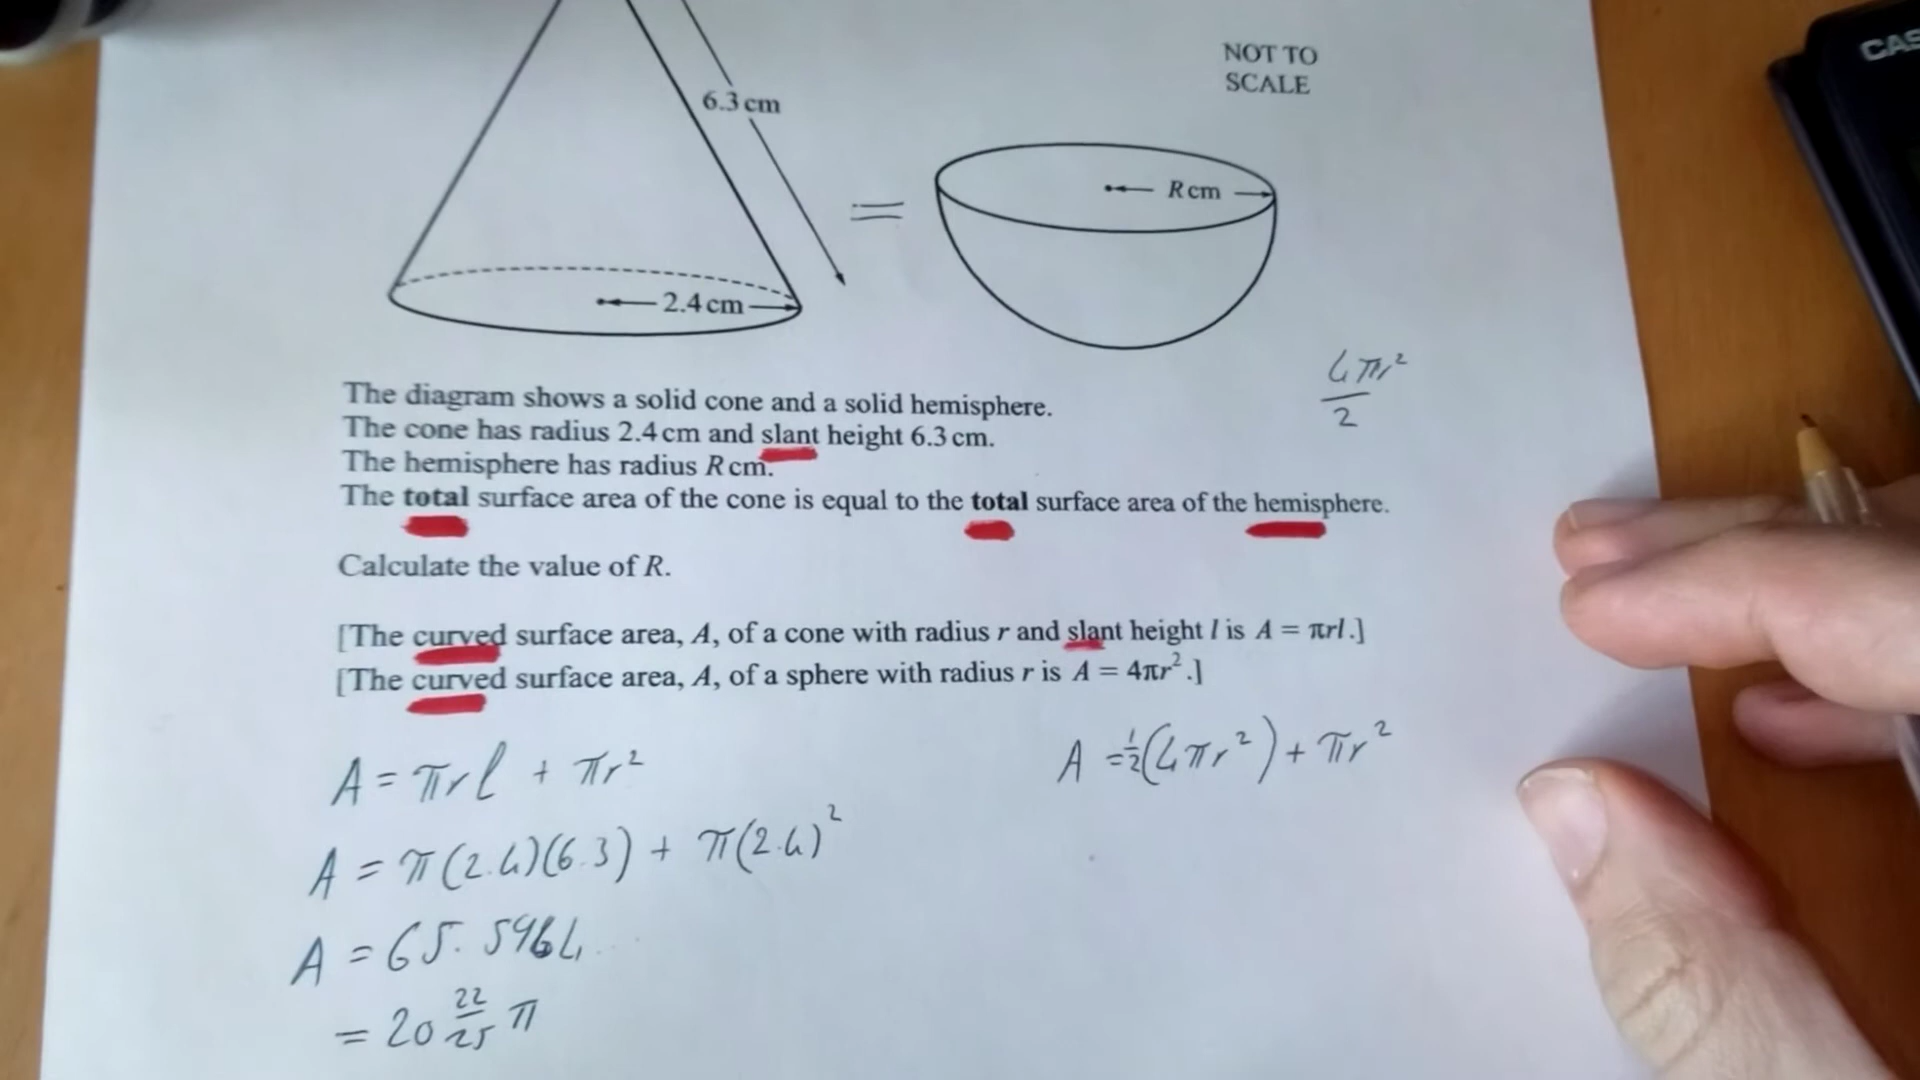 CAS
NOT TO
SCALE
6.3 cm
R cm
=
2.4 cm
4πr²
2
The diagram shows a solid cone and a solid hemisphere.
The cone has radius 2.4 cm and slant height 6.3 cm.
The hemisphere has radius R cm.
The total surface area of the cone is equal to the total surface area of the hemisphere.
Calculate the value of R.
[The curved surface area, A, of a cone with radius r and slant height l is A = πrl.]
[The curved surface area, A, of a sphere with radius r is A = 4πr².]
A = πrl + πr²
A = ½(4πr²) + πr²
A = π(2.4)(6.3) + π(2.4)²
A = 65.5964
= 20 22/25 π